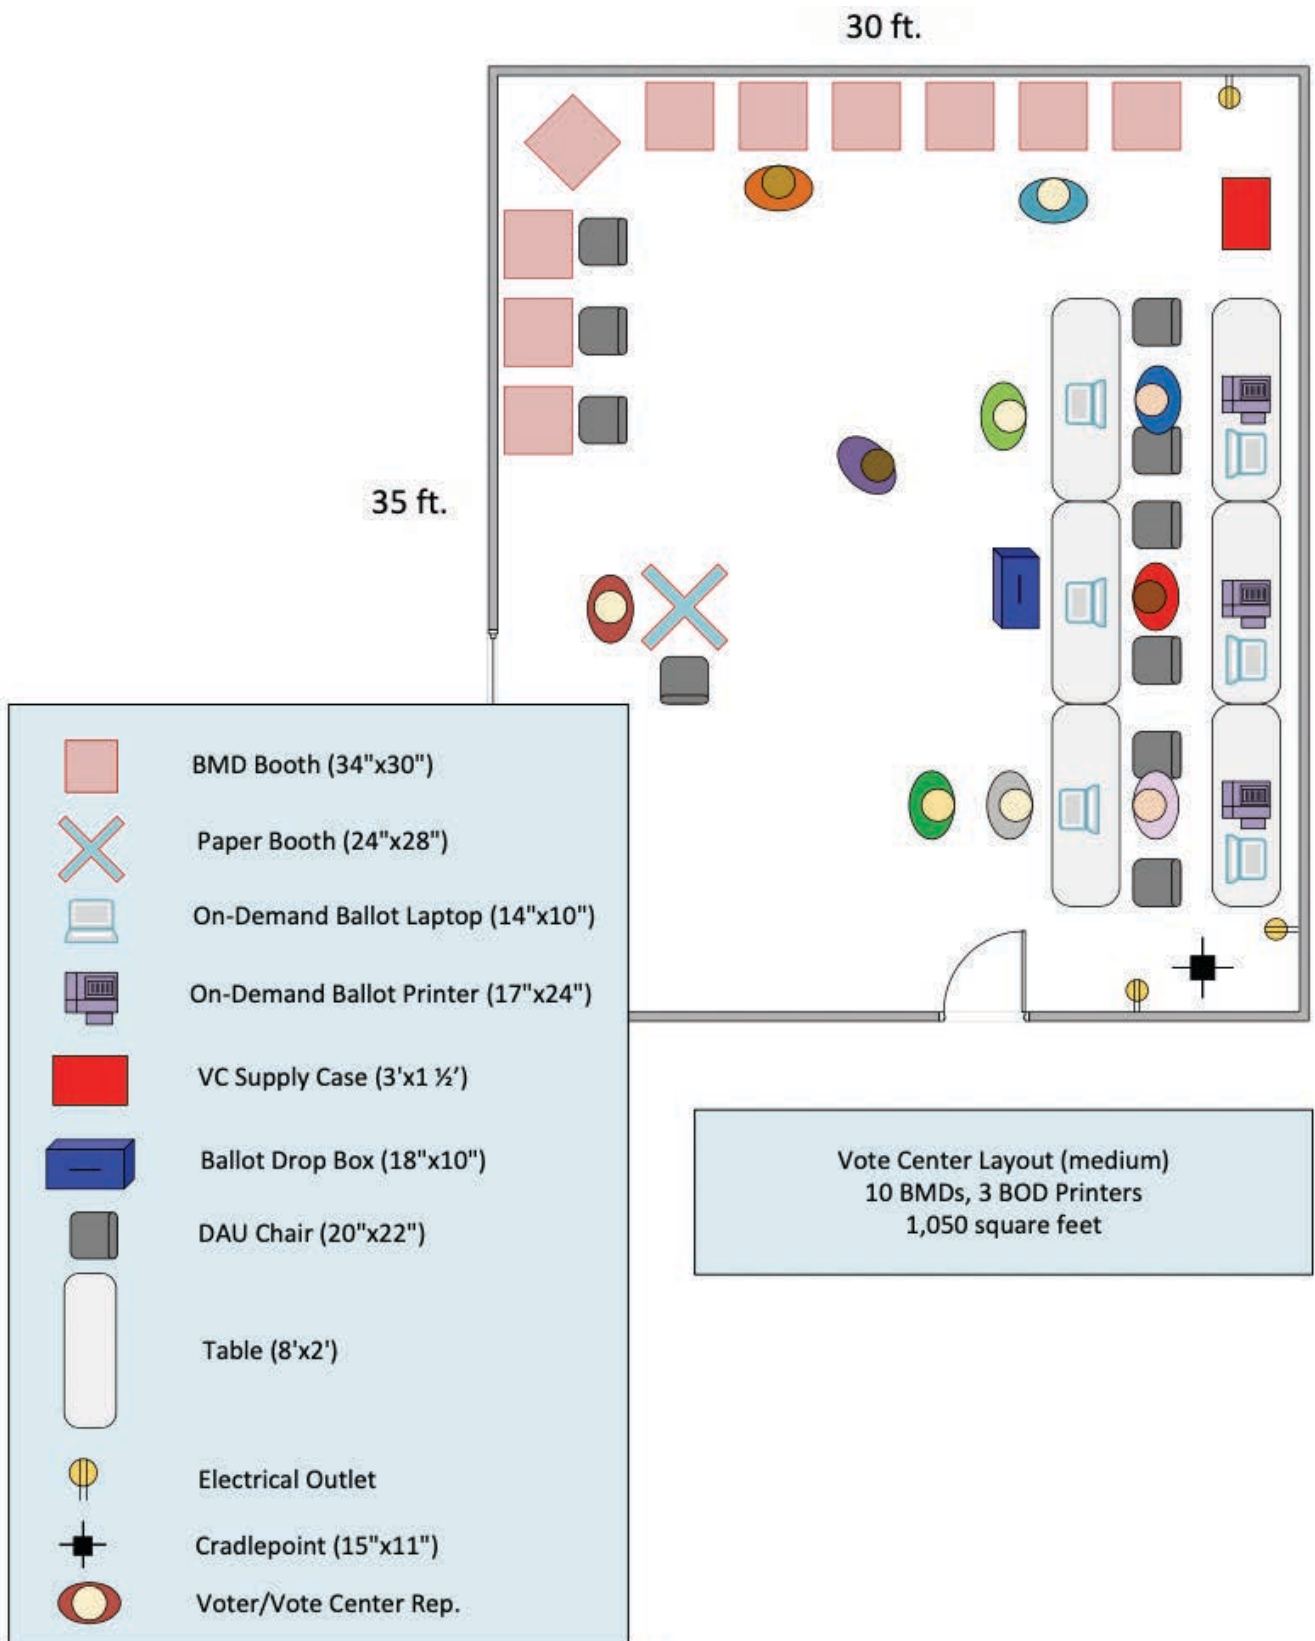 30 ft.
35 ft.
BMD Booth (34"x30")
Paper Booth (24"x28")
On-Demand Ballot Laptop (14"x10")
On-Demand Ballot Printer (17"x24")
VC Supply Case (3'x1 ½’)
Ballot Drop Box (18"x10")
DAU Chair (20"x22")
Table (8'x2')
Electrical Outlet
Cradlepoint (15"x11")
Voter/Vote Center Rep.
Vote Center Layout (medium)
10 BMDs, 3 BOD Printers
1,050 square feet